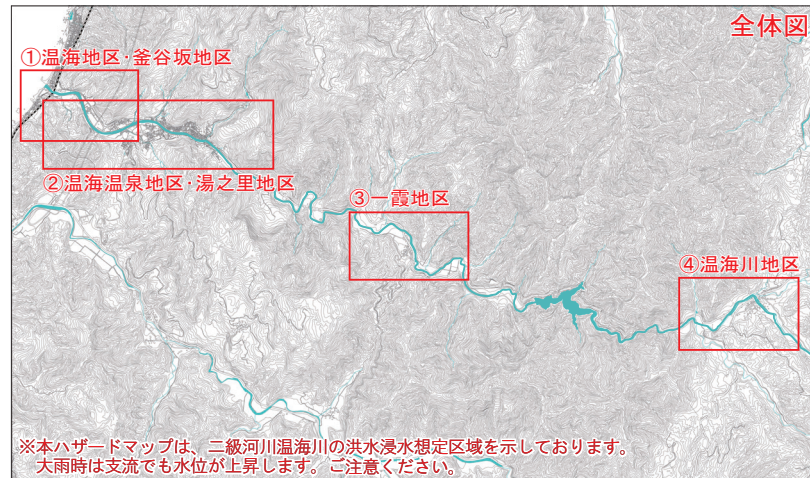 全体図
①温海地区・釜谷坂地区
②温海温泉地区・湯之里地区
③一霞地区
④温海川地区
※本ハザードマップは、二級河川温海川の洪水浸水想定区域を示しております。
大雨時は支流でも水位が上昇します。ご注意ください。